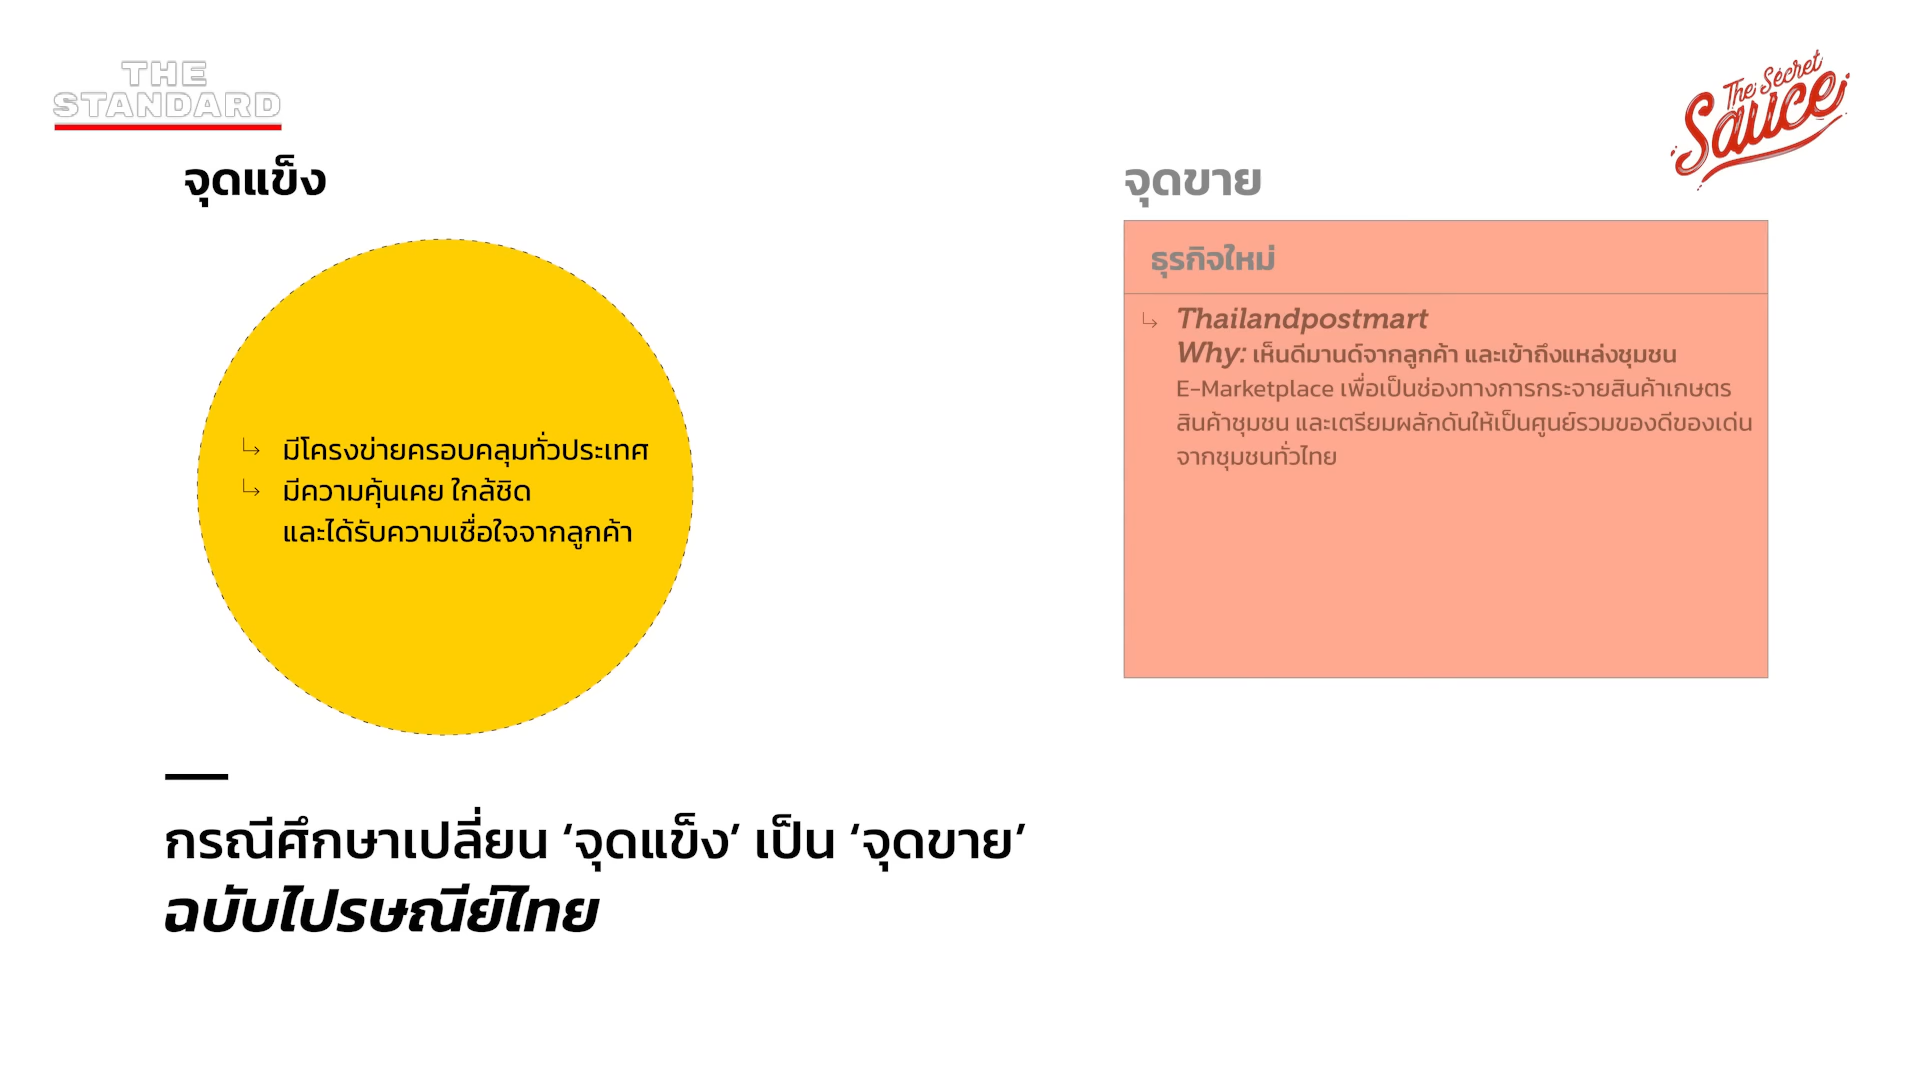 THE
STANDARD
The Secret
Sauce
จุดแข็ง
มีโครงข่ายครอบคลุมทั่วประเทศ
มีความคุ้นเคย ใกล้ชิด
และได้รับความเชื่อใจจากลูกค้า
จุดขาย
ธุรกิจใหม่
Thailandpostmart
Why: เห็นดีมานด์จากลูกค้า และเข้าถึงแหล่งชุมชน
E-Marketplace เพื่อเป็นช่องทางการกระจายสินค้าเกษตร
สินค้าชุมชน และเตรียมผลักดันให้เป็นศูนย์รวมของดีของเด่น
จากชุมชนทั่วไทย
กรณีศึกษาเปลี่ยน ‘จุดแข็ง’ เป็น ‘จุดขาย’
ฉบับไปรษณีย์ไทย